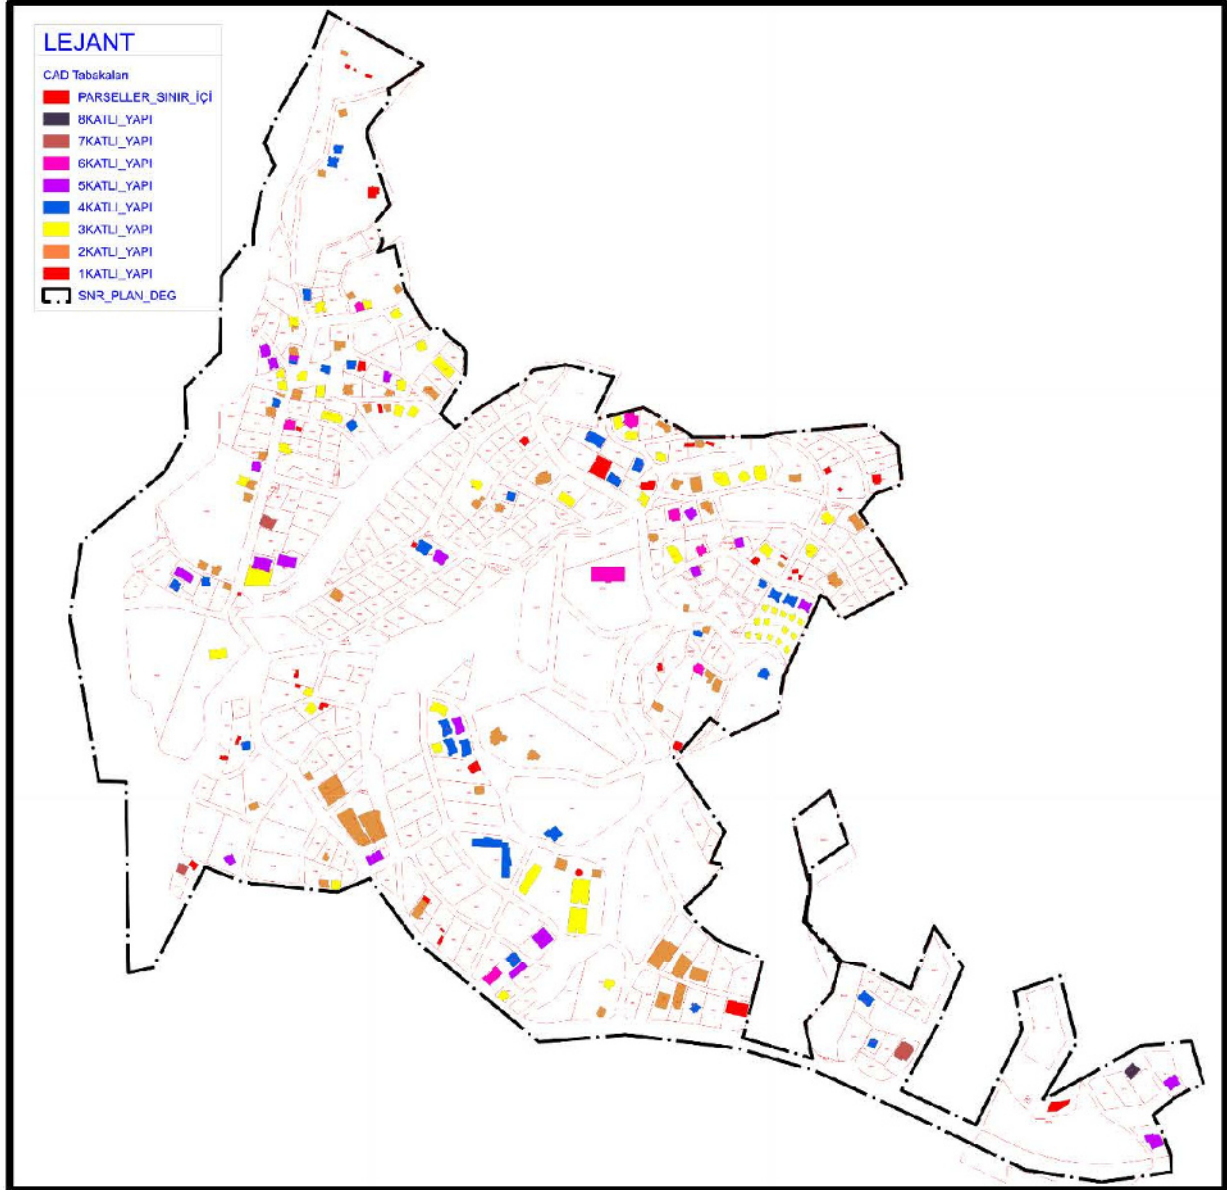 LEJANT
CAD Tabakaları
PARSELLER_SINIR_İÇİ
8KATLI_YAPI
7KATLI_YAPI
6KATLI_YAPI
5KATLI_YAPI
4KATLI_YAPI
3KATLI_YAPI
2KATLI_YAPI
1KATLI_YAPI
SNR_PLAN_DEG